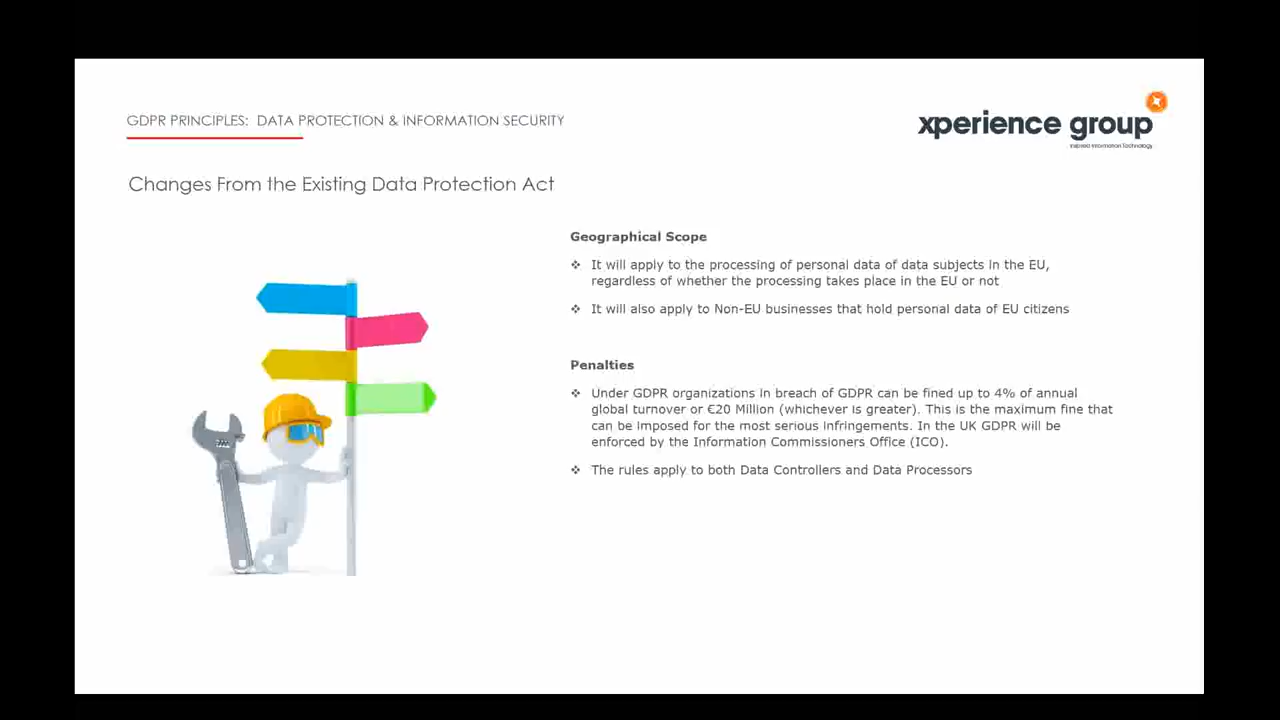 GDPR PRINCIPLES: DATA PROTECTION & INFORMATION SECURITY
xperience group
Inspired Information Technology
Changes From the Existing Data Protection Act
Geographical Scope
❖ It will apply to the processing of personal data of data subjects in the EU,
regardless of whether the processing takes place in the EU or not
❖ It will also apply to Non-EU businesses that hold personal data of EU citizens
Penalties
❖ Under GDPR organizations in breach of GDPR can be fined up to 4% of annual
global turnover or €20 Million (whichever is greater). This is the maximum fine that
can be imposed for the most serious infringements. In the UK GDPR will be
enforced by the Information Commissioners Office (ICO).
❖ The rules apply to both Data Controllers and Data Processors